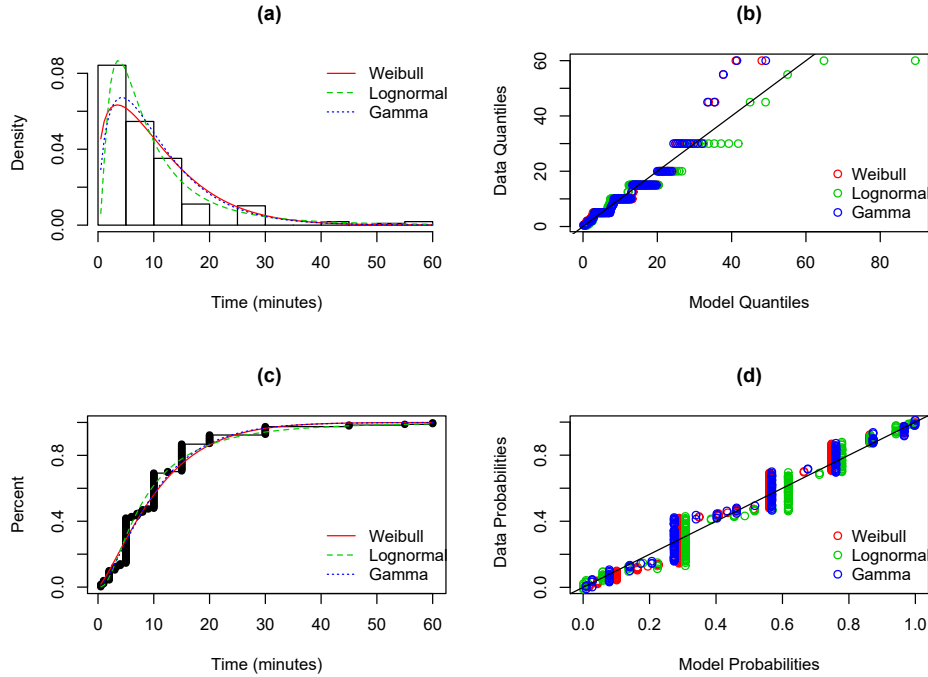 (a)
Density
0.08
0.04
0.00
Weibull
Lognormal
Gamma
0 10 20 30 40 50 60
Time (minutes)
(b)
Data Quantiles
60
40
20
0
Weibull
Lognormal
Gamma
0 20 40 60 80
Model Quantiles
(c)
Percent
0.8
0.4
0.0
Weibull
Lognormal
Gamma
0 10 20 30 40 50 60
Time (minutes)
(d)
Data Probabilities
0.8
0.4
0.0
Weibull
Lognormal
Gamma
0.0 0.2 0.4 0.6 0.8 1.0
Model Probabilities